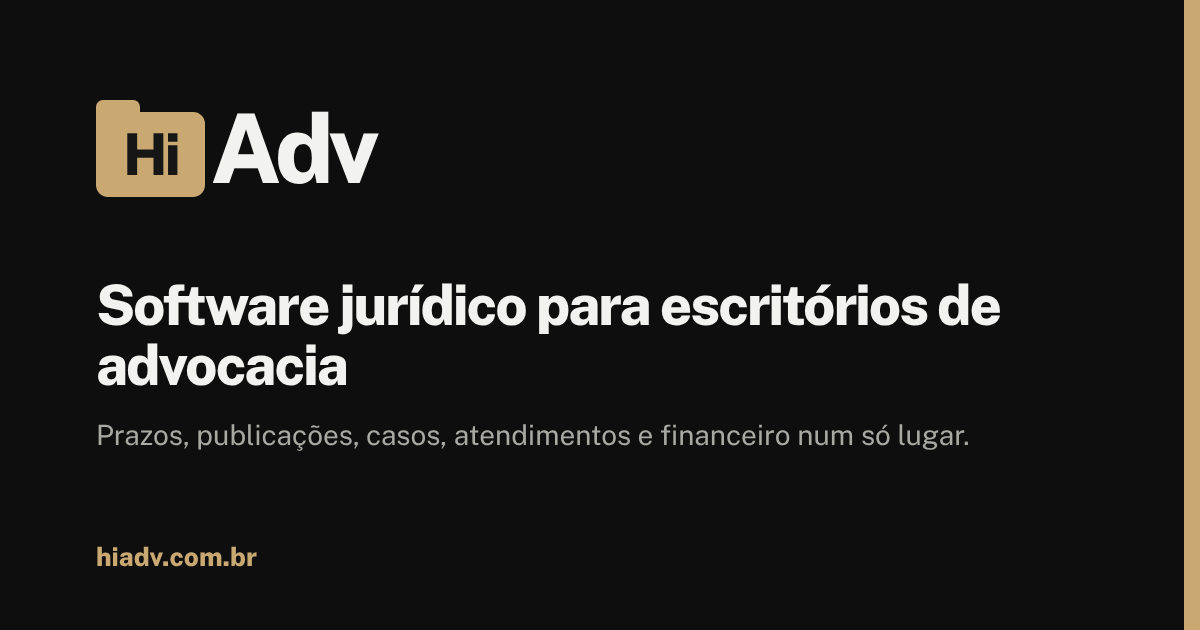 Hi Adv
Software jurídico para escritórios de
advocacia
Prazos, publicações, casos, atendimentos e financeiro num só lugar.
hiadv.com.br